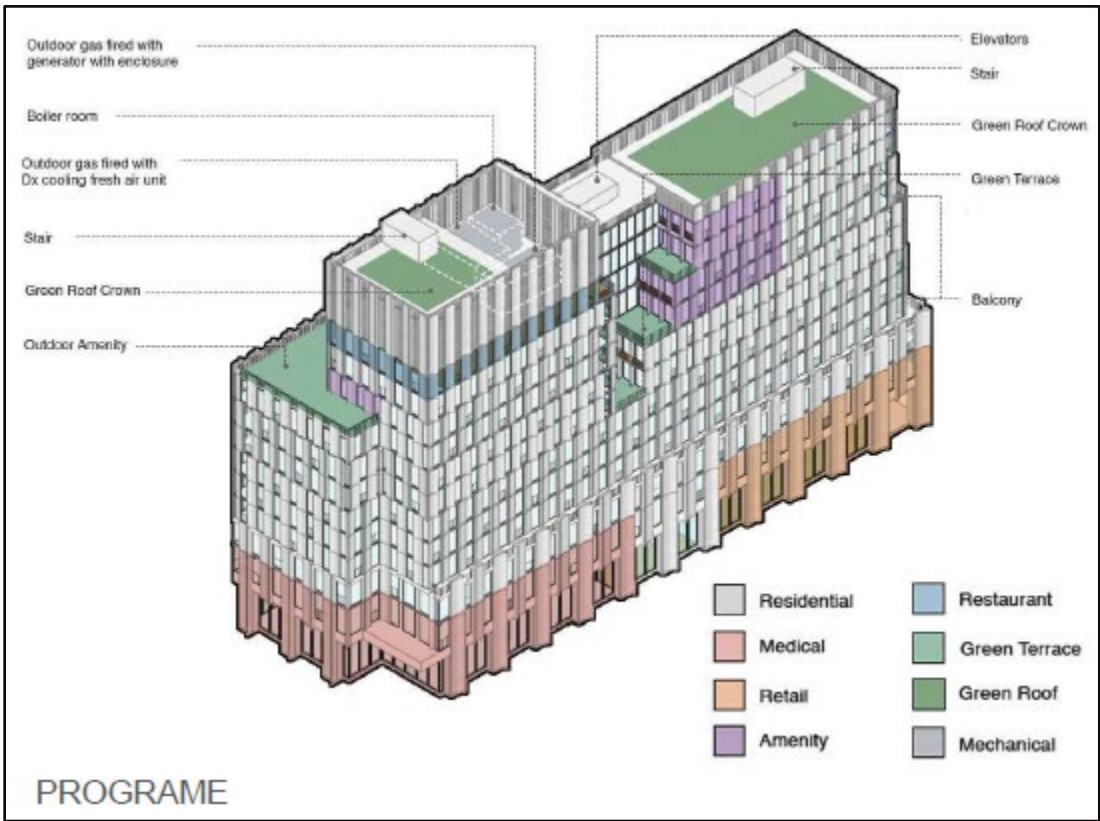 Outdoor gas fired with
generator with enclosure
Boiler room
Outdoor gas fired with
Dx cooling fresh air unit
Stair
Green Roof Crown
Outdoor Amenity
Elevators
Stair
Green Roof Crown
Green Terrace
Balcony
Residential
Medical
Retail
Amenity
Restaurant
Green Terrace
Green Roof
Mechanical
PROGRAME